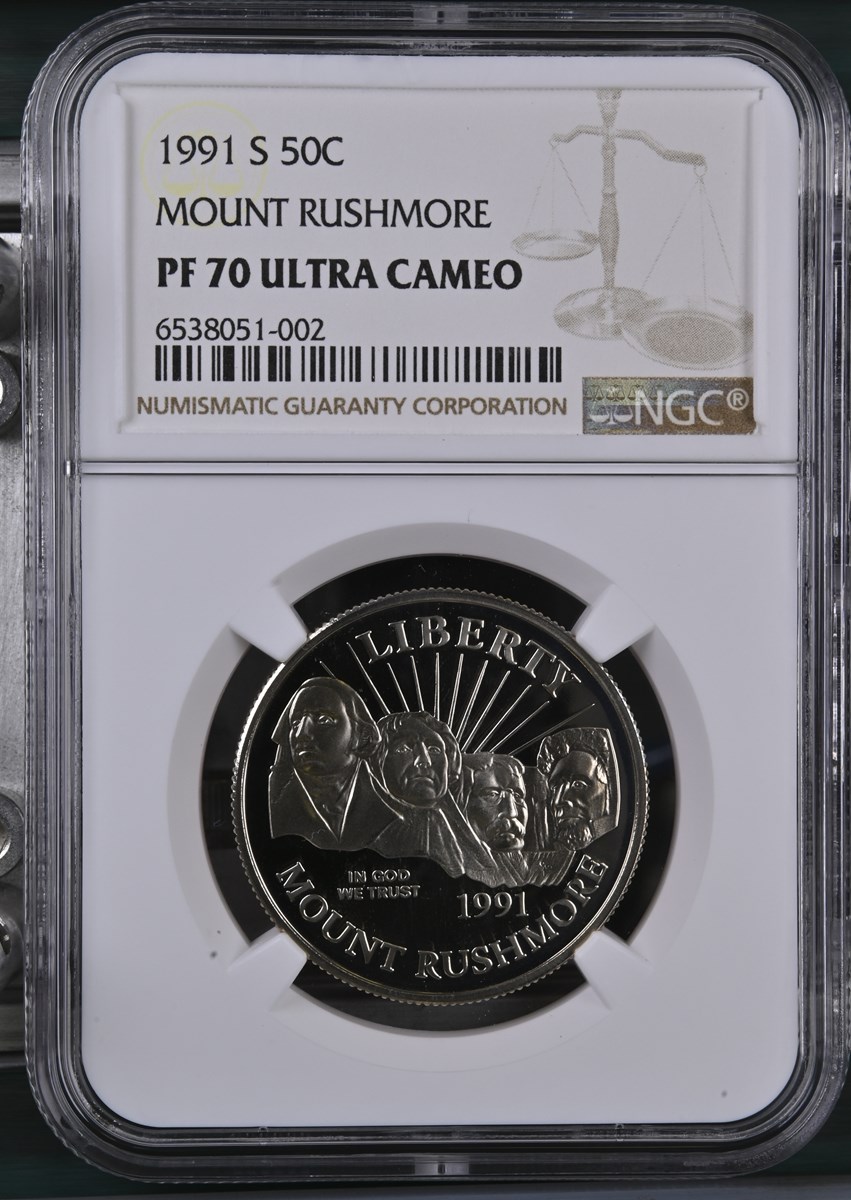 1991 S 50C
MOUNT RUSHMORE
PF 70 ULTRA CAMEO
6538051-002
NUMISMATIC GUARANTY CORPORATION
NGC®
LIBERTY
IN GOD
WE TRUST
1991
MOUNT RUSHMORE